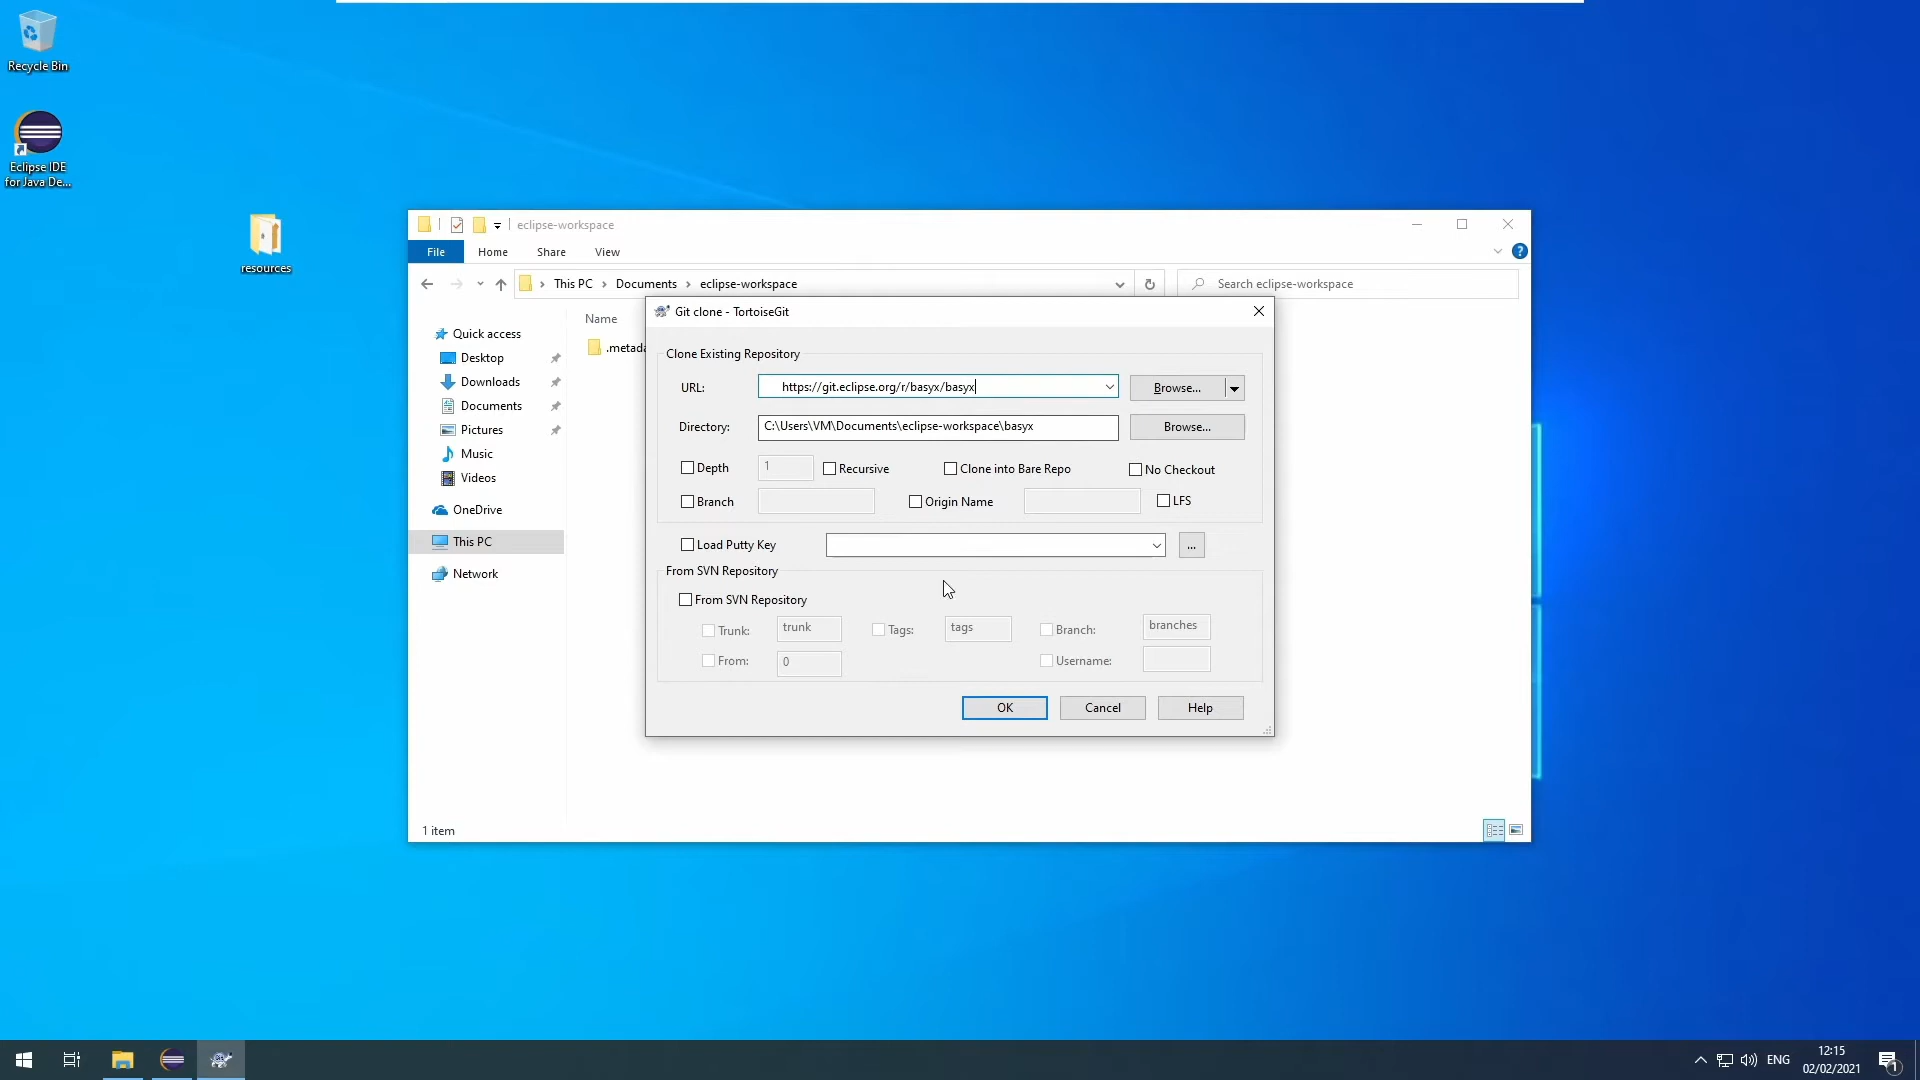 Recycle Bin
Eclipse IDE
for Java De...
resources
eclipse-workspace
File Home Share View
This PC › Documents › eclipse-workspace
Search eclipse-workspace
Name
.metada
Quick access
Desktop
Downloads
Documents
Pictures
Music
Videos
OneDrive
This PC
Network
1 item
Git clone - TortoiseGit
Clone Existing Repository
URL: https://git.eclipse.org/r/basyx/basyx Browse...
Directory: C:\Users\VM\Documents\eclipse-workspace\basyx Browse...
Depth 1 Recursive Clone into Bare Repo No Checkout
Branch Origin Name LFS
Load Putty Key ...
From SVN Repository
From SVN Repository
Trunk: trunk Tags: tags Branch: branches
From: 0 Username:
OK Cancel Help
ENG
12:15
02/02/2021
1